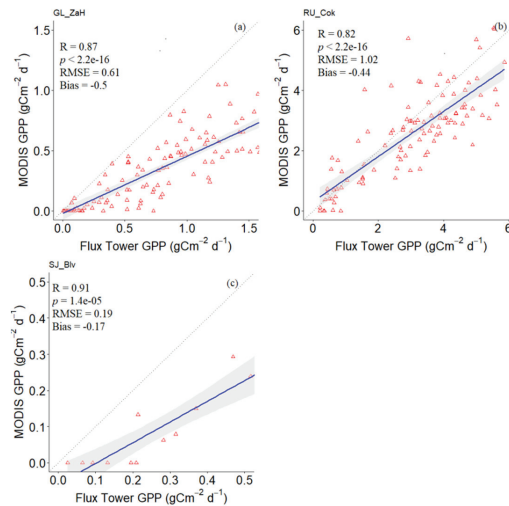 GL_ZaH
(a)
R = 0.87
p < 2.2e-16
RMSE = 0.61
Bias = -0.5
1.5
1.0
0.5
0.0
MODIS GPP (gCm⁻² d⁻¹)
0.0 0.5 1.0 1.5
Flux Tower GPP (gCm⁻² d⁻¹)
RU_Cok
(b)
R = 0.82
p < 2.2e-16
RMSE = 1.02
Bias = -0.44
6
4
2
0
MODIS GPP (gCm⁻² d⁻¹)
0 2 4 6
Flux Tower GPP (gCm⁻² d⁻¹)
SJ_Blv
(c)
R = 0.91
p = 1.4e-05
RMSE = 0.19
Bias = -0.17
0.5
0.4
0.3
0.2
0.1
0.0
MODIS GPP (gCm⁻² d⁻¹)
0.0 0.1 0.2 0.3 0.4 0.5
Flux Tower GPP (gCm⁻² d⁻¹)